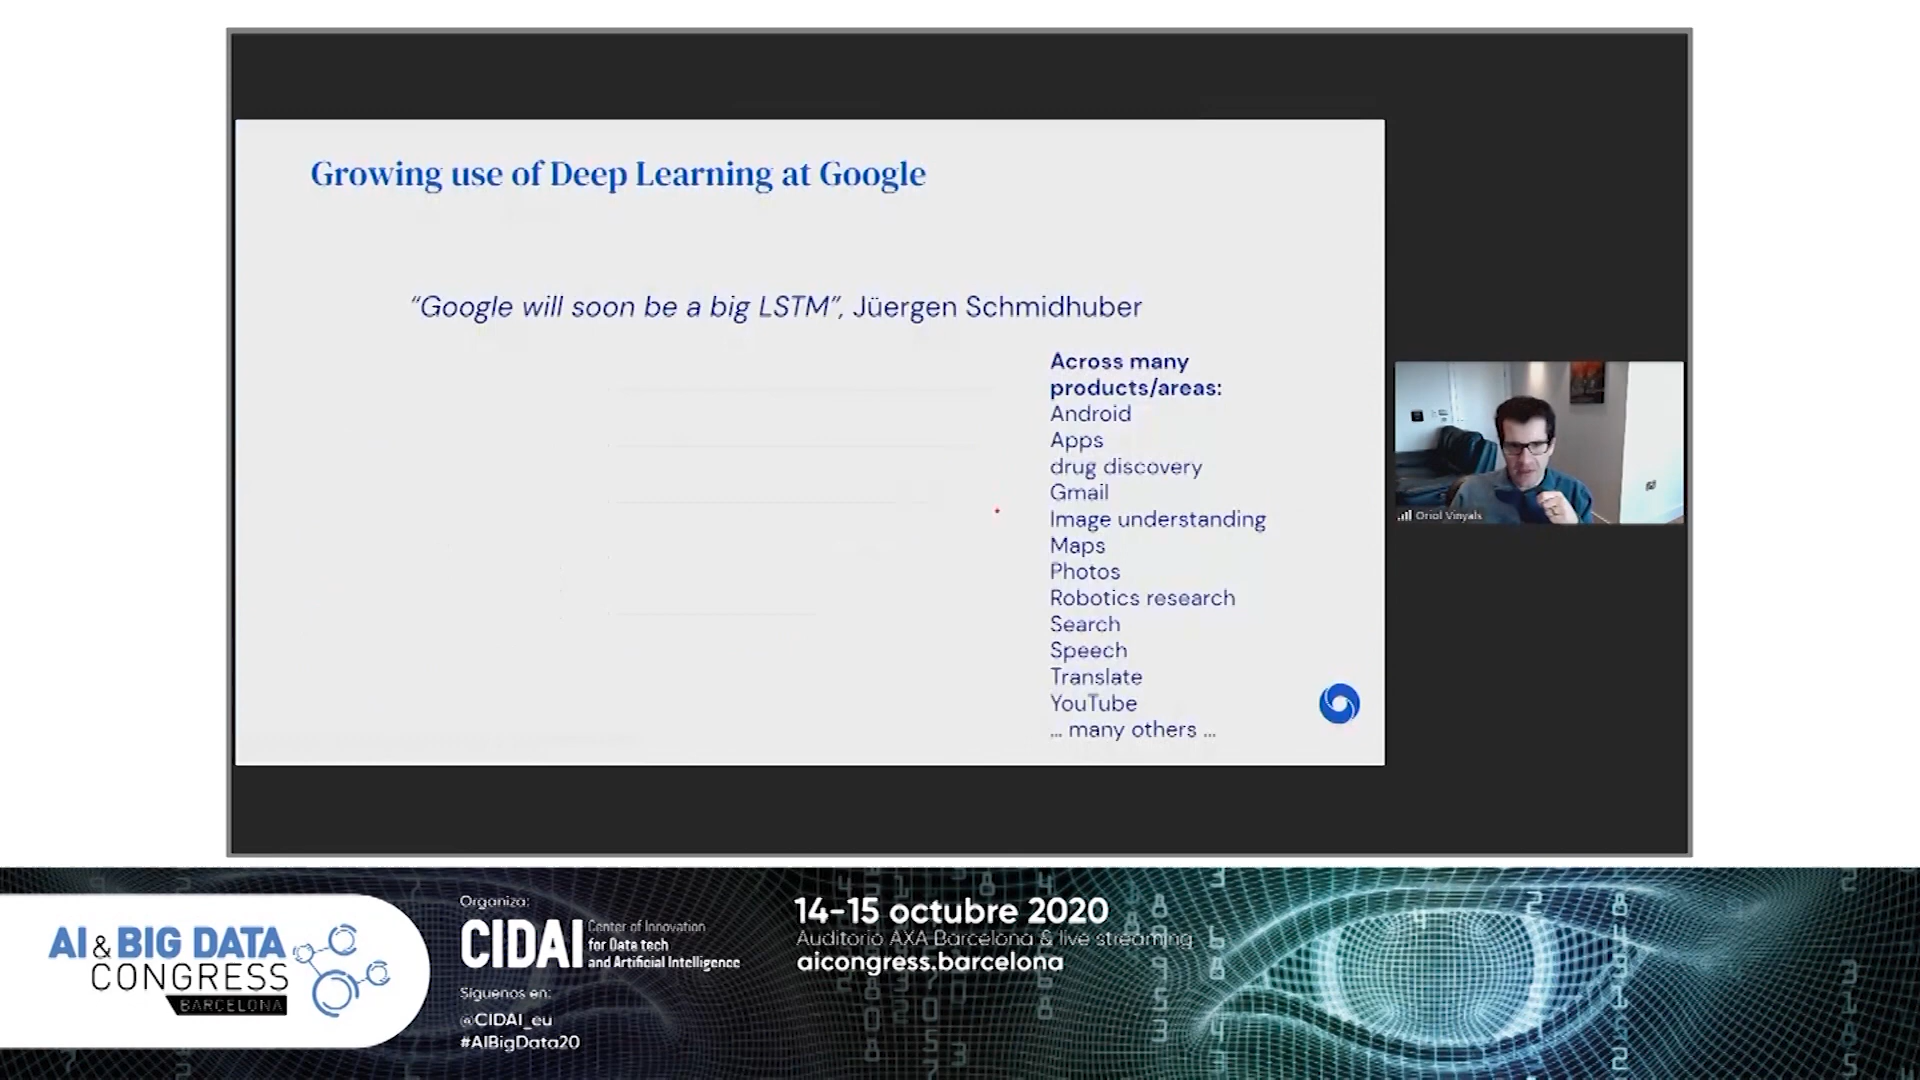 Growing use of Deep Learning at Google
“Google will soon be a big LSTM”, Jüergen Schmidhuber
Across many
products/areas:
Android
Apps
drug discovery
Gmail
Image understanding
Maps
Photos
Robotics research
Search
Speech
Translate
YouTube
... many others ...
Oriol Vinyals
AI & BIG DATA
CONGRESS
BARCELONA
Organiza:
CIDAI
Center of Innovation
for Data tech
and Artificial Intelligence
Síguenos en:
@CIDAI_eu
#AIBigData20
14-15 octubre 2020
Auditorio AXA Barcelona & live streaming
aicongress.barcelona